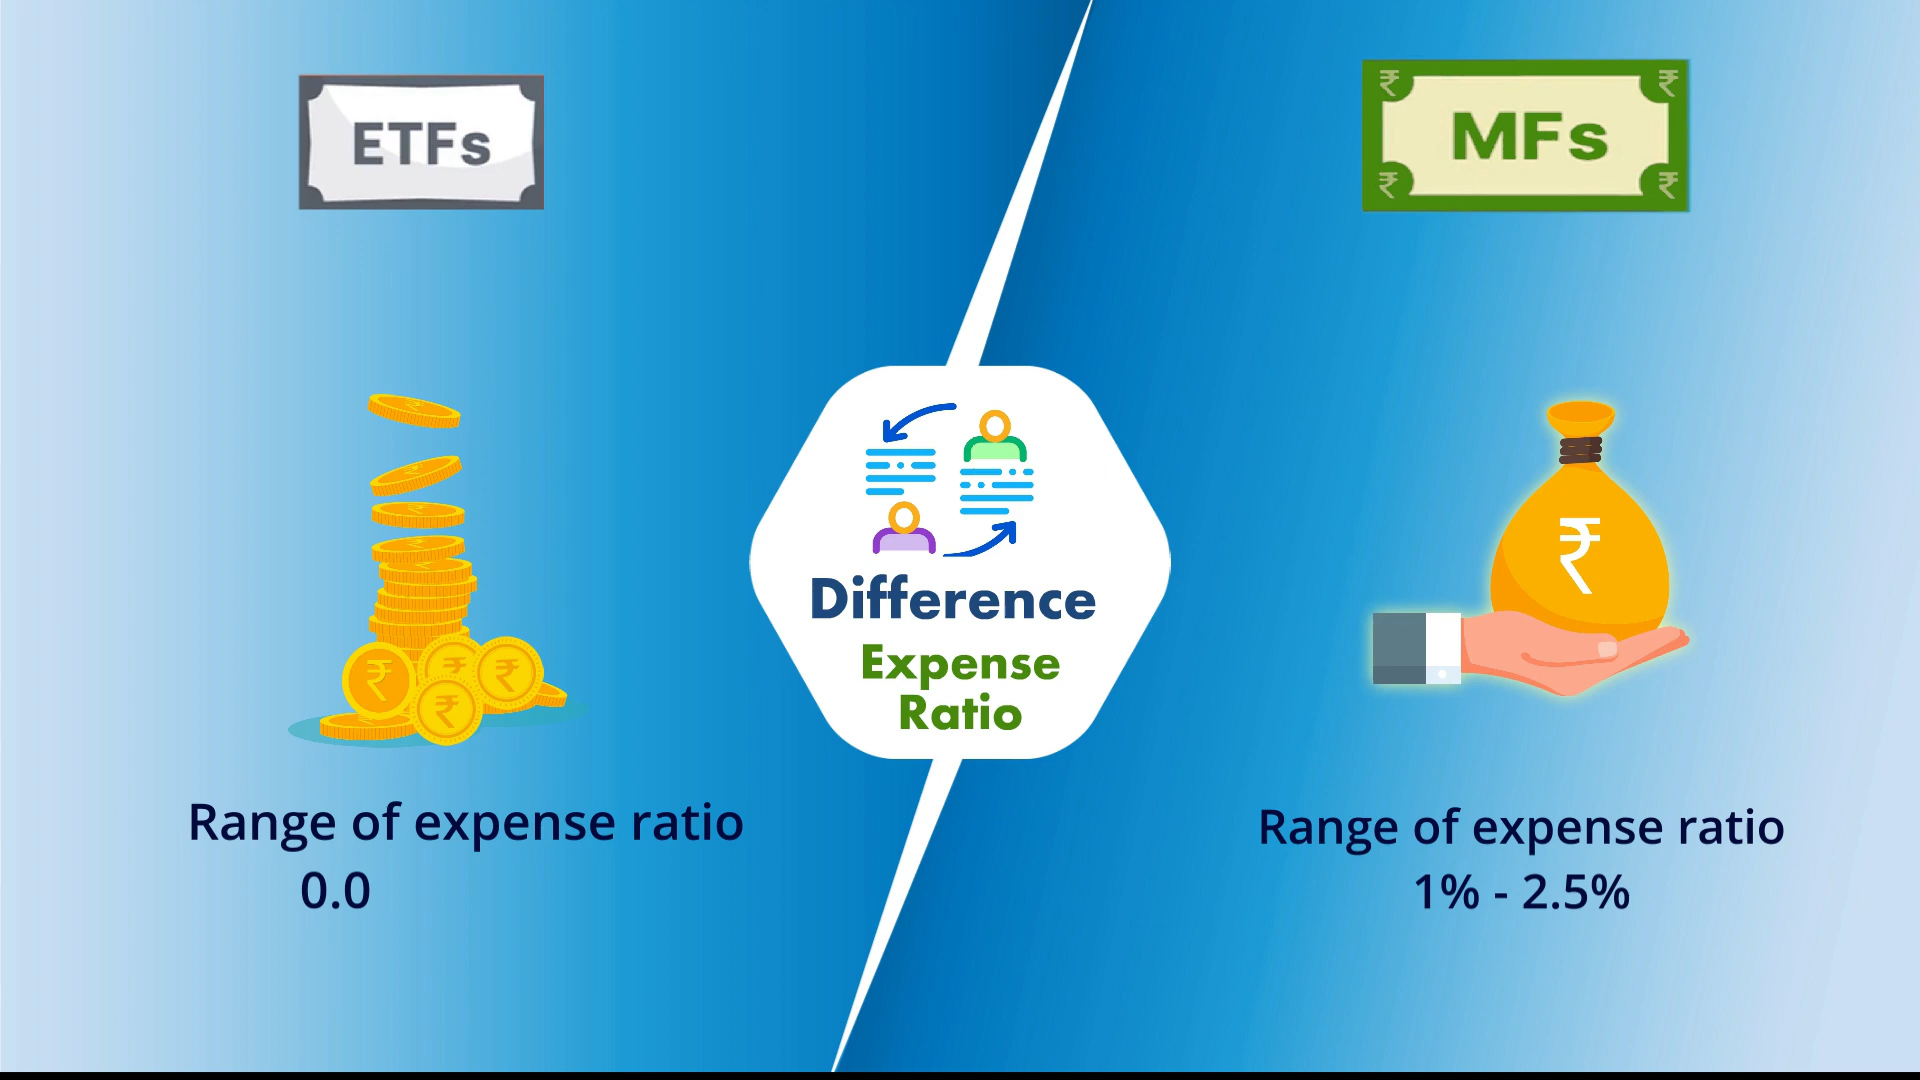 ETFs
₹ ₹
MFs
₹ ₹
₹
₹ ₹ ₹
₹
Difference
Expense
Ratio
Range of expense ratio
0.0
Range of expense ratio
1% - 2.5%